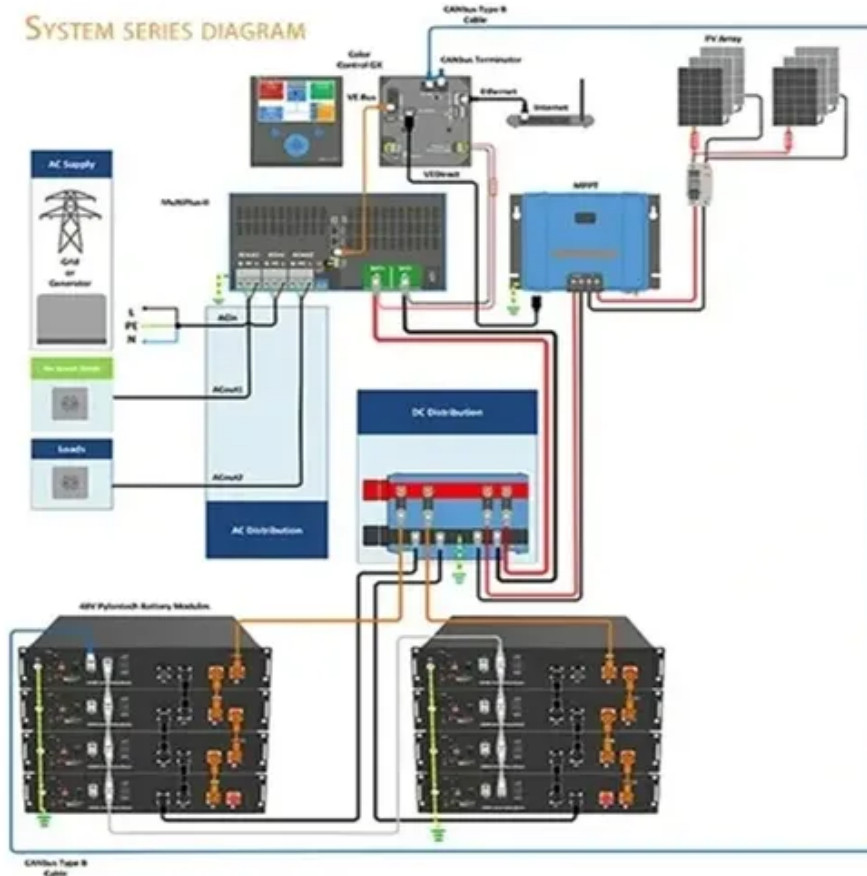 SYSTEM SERIES DIAGRAM
CANbus Type B
Cable
PV Array
Color
Control GX
CANbus Terminator
VE.Bus
Ethernet
Internet
VE.Direct
AC Supply
MultiPlus-II
MPPT
Grid
or
Generator
L
PE
N
ACin
ACout1
DC Distribution
Loads
ACout2
AC Distribution
48V Pylontech Battery Modules
CANbus Type B
Cable